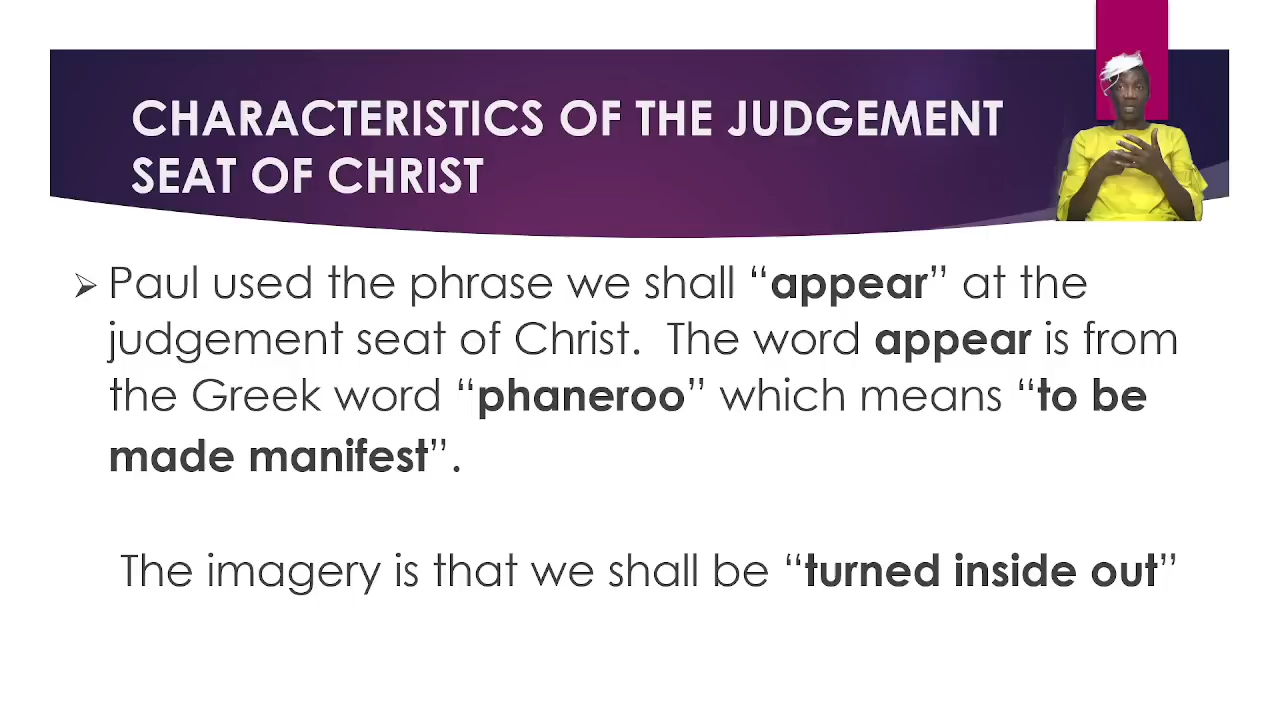 CHARACTERISTICS OF THE JUDGEMENT
SEAT OF CHRIST
➢ Paul used the phrase we shall “appear” at the
judgement seat of Christ.  The word appear is from
the Greek word “phaneroo” which means “to be
made manifest”.
The imagery is that we shall be “turned inside out”